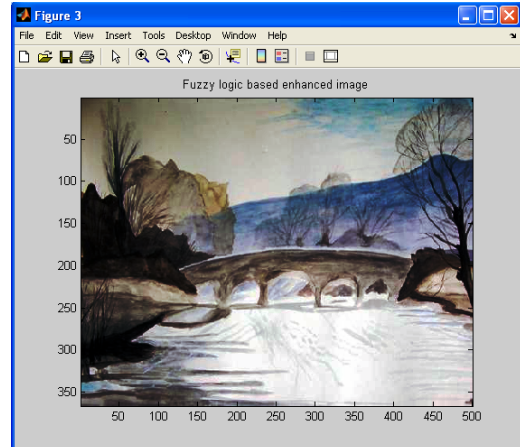 Figure 3
File Edit View Insert Tools Desktop Window Help
Fuzzy logic based enhanced image
50
100
150
200
250
300
350
50 100 150 200 250 300 350 400 450 500